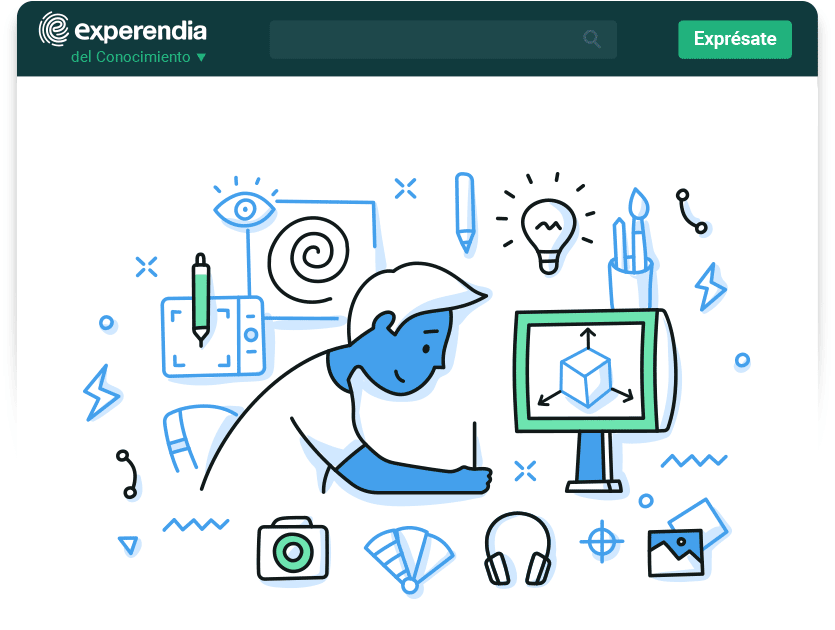 experendia
del Conocimiento ▼
Exprésate